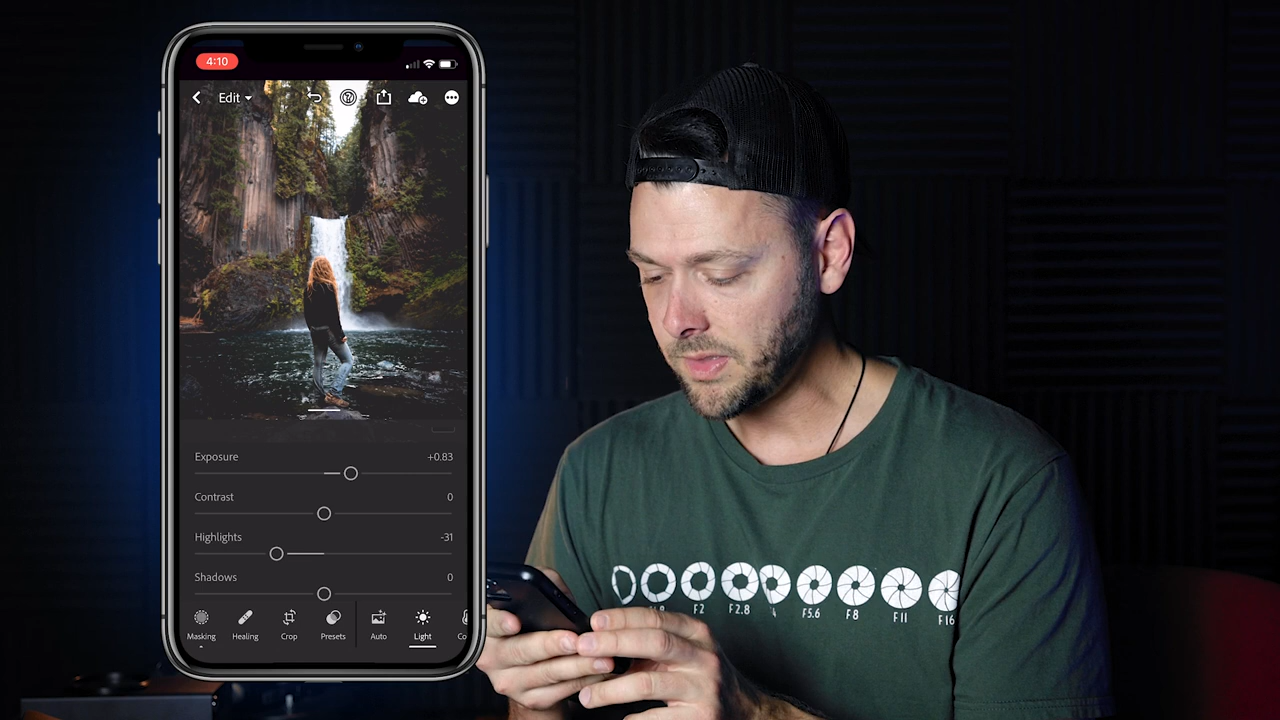 4:10
Edit
Exposure +0.83
Contrast 0
Highlights -31
Shadows 0
Masking Healing Crop Presets Auto Light
F2 F2.8 F5.6 F8 F11 F16